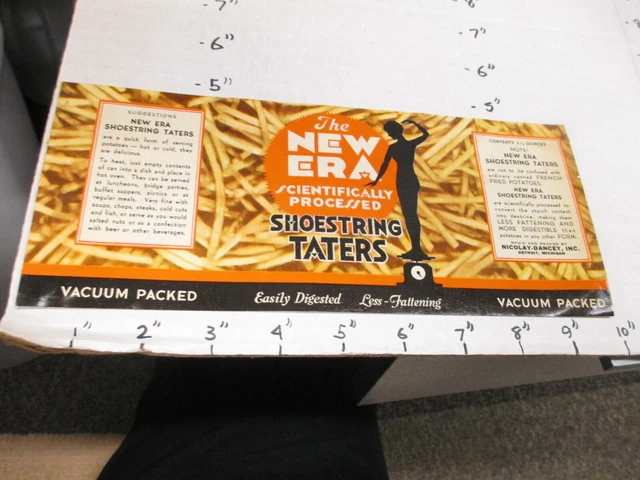 7"
6"
5"
7"
6"
5"
SUGGESTIONS
NEW ERA
SHOESTRING TATERS
are a quick form of serving
potatoes — hot or cold, they
are delicious.
To heat, just empty contents
of can into a dish and place in
hot oven. They can be served
at luncheons, bridge parties,
buffet suppers, picnics or at
regular meals. Very fine with
soups, chops, steaks, cold cuts
and fish, or serve as you would
salted nuts or as a confection
with beer or other beverages.
The
NEW
ERA
SCIENTIFICALLY
PROCESSED
SHOESTRING
TATERS
CONTENTS OUNCES
NOTE:
NEW ERA
SHOESTRING TATERS
are not to be confused with
ordinary canned FRENCH
FRIED POTATOES.
NEW ERA
SHOESTRING TATERS
are scientifically processed to
convert the starch content
into dextrine, making them
LESS FATTENING AND
MORE DIGESTIBLE than
potatoes in any other FORM.
MFG'D AND PACKED BY
NICOLAY-DANCEY, INC.
DETROIT, MICHIGAN
VACUUM PACKED
Easily Digested Less-Fattening
VACUUM PACKED
1" 2" 3" 4" 5" 6" 7" 8" 9" 10"